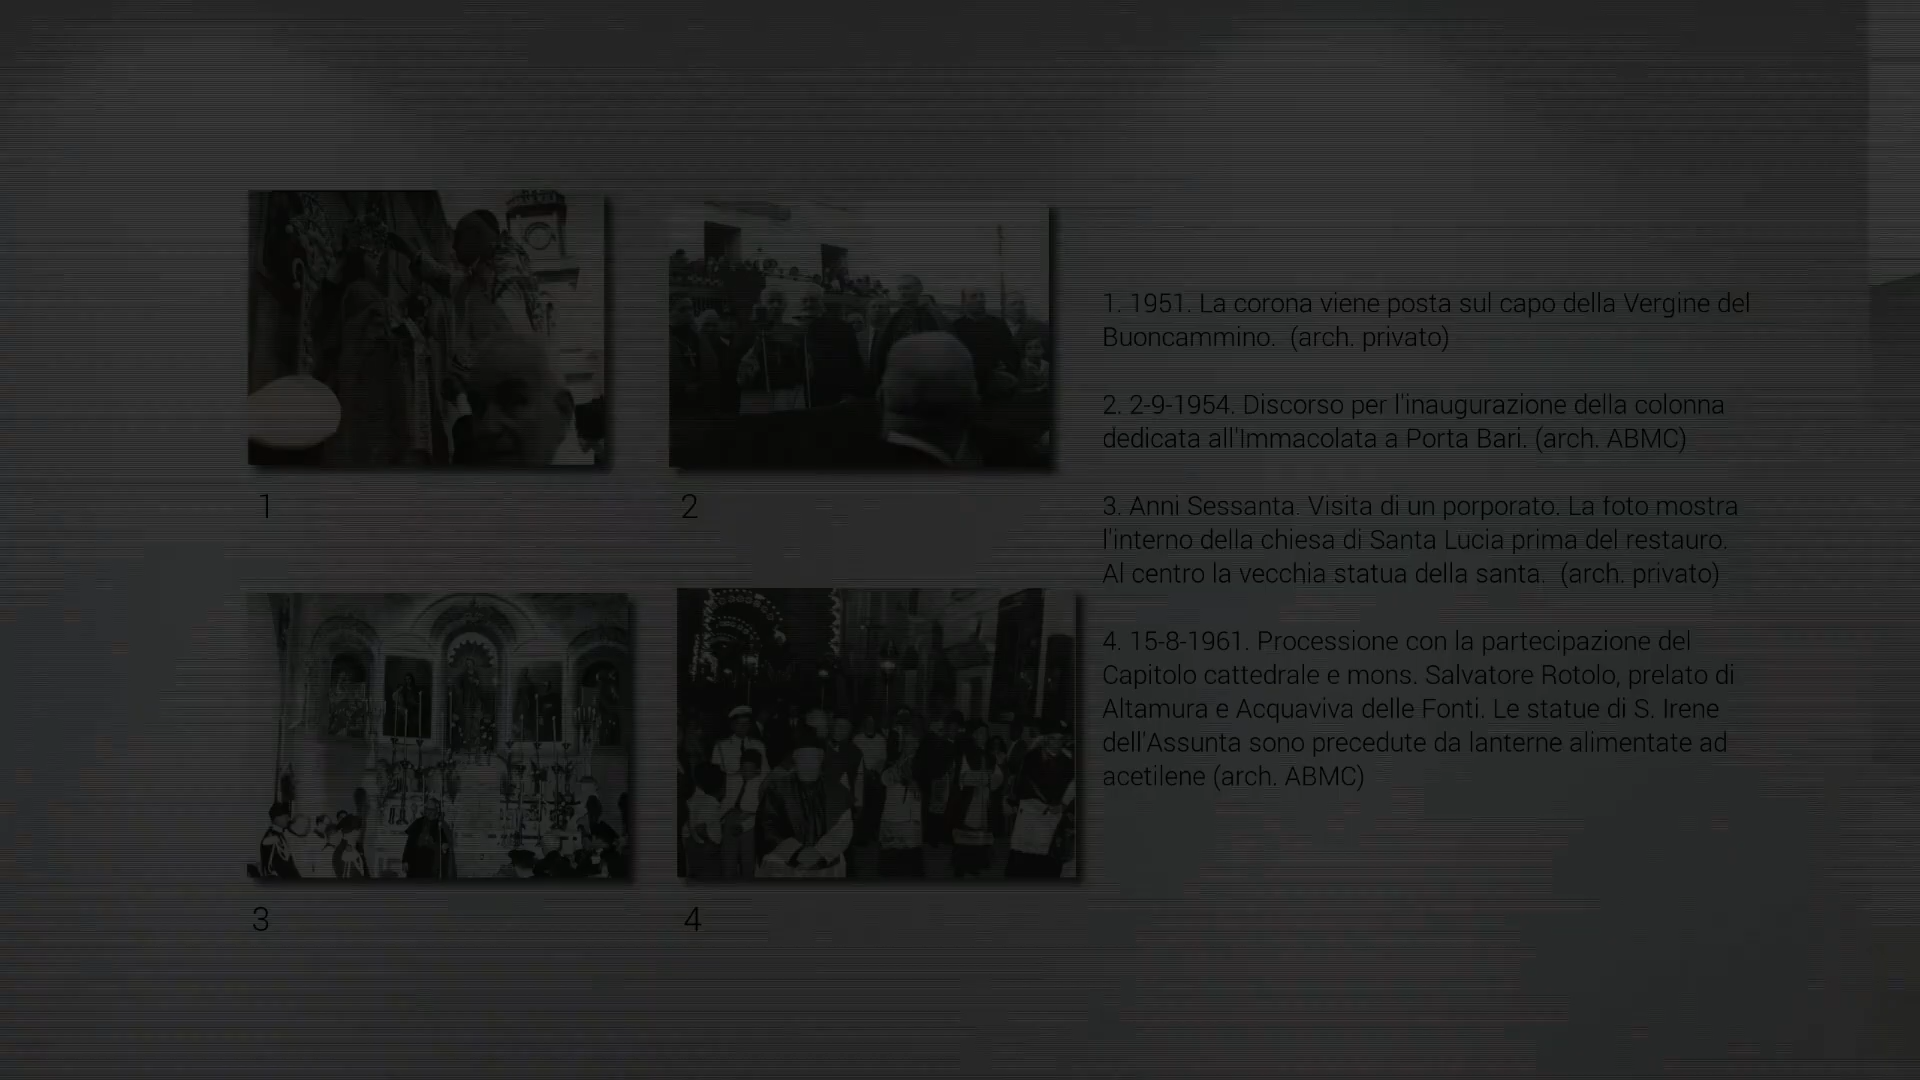 1
2
3
4
1. 1951. La corona viene posta sul capo della Vergine del
Buoncammino. (arch. privato)
2. 2-9-1954. Discorso per l'inaugurazione della colonna
dedicata all'Immacolata a Porta Bari. (arch. ABMC)
3. Anni Sessanta. Visita di un porporato. La foto mostra
l'interno della chiesa di Santa Lucia prima del restauro.
Al centro la vecchia statua della santa. (arch. privato)
4. 15-8-1961. Processione con la partecipazione del
Capitolo cattedrale e mons. Salvatore Rotolo, prelato di
Altamura e Acquaviva delle Fonti. Le statue di S. Irene
dell'Assunta sono precedute da lanterne alimentate ad
acetilene (arch. ABMC)